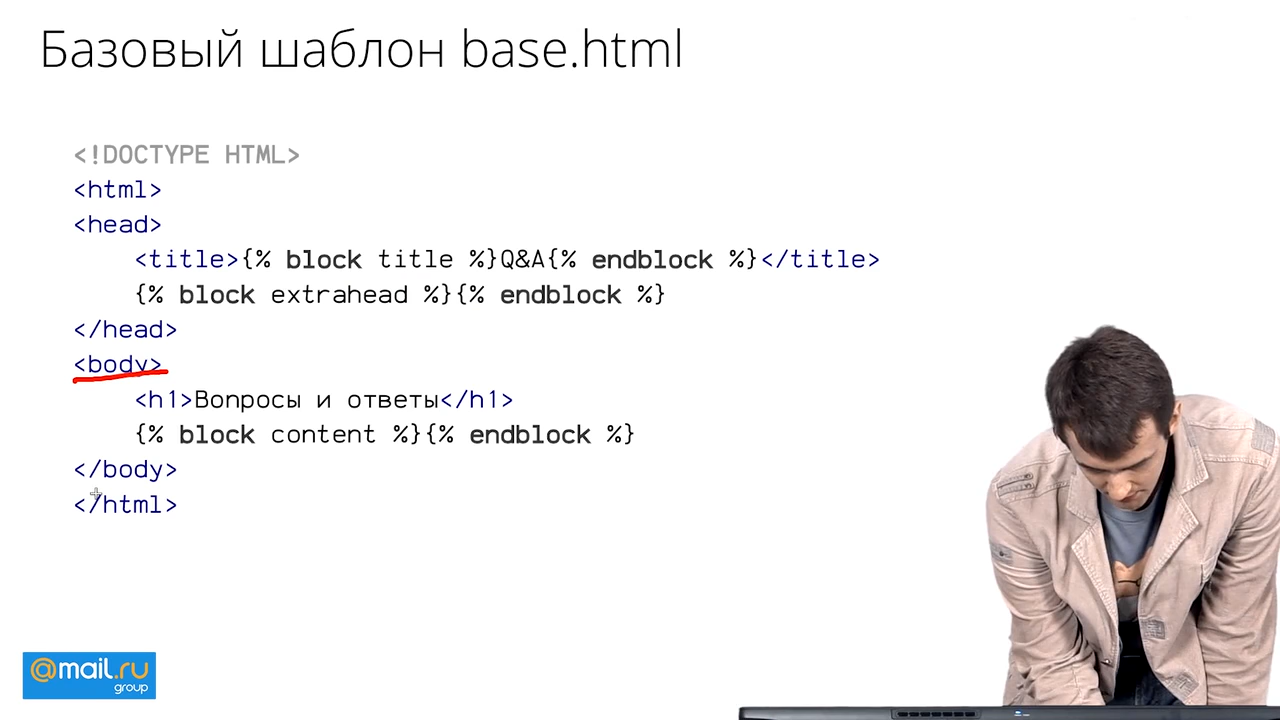 Базовый шаблон base.html
<!DOCTYPE HTML>
<html>
<head>
    <title>{% block title %}Q&A{% endblock %}</title>
    {% block extrahead %}{% endblock %}
</head>
<body>
    <h1>Вопросы и ответы</h1>
    {% block content %}{% endblock %}
</body>
</html>
@mail.ru
group